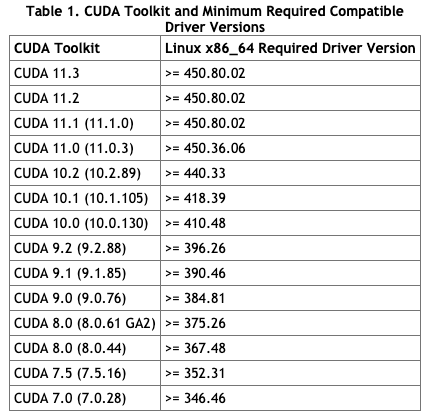 Table 1. CUDA Toolkit and Minimum Required Compatible
Driver Versions
CUDA Toolkit Linux x86_64 Required Driver Version
CUDA 11.3 >= 450.80.02
CUDA 11.2 >= 450.80.02
CUDA 11.1 (11.1.0) >= 450.80.02
CUDA 11.0 (11.0.3) >= 450.36.06
CUDA 10.2 (10.2.89) >= 440.33
CUDA 10.1 (10.1.105) >= 418.39
CUDA 10.0 (10.0.130) >= 410.48
CUDA 9.2 (9.2.88) >= 396.26
CUDA 9.1 (9.1.85) >= 390.46
CUDA 9.0 (9.0.76) >= 384.81
CUDA 8.0 (8.0.61 GA2) >= 375.26
CUDA 8.0 (8.0.44) >= 367.48
CUDA 7.5 (7.5.16) >= 352.31
CUDA 7.0 (7.0.28) >= 346.46